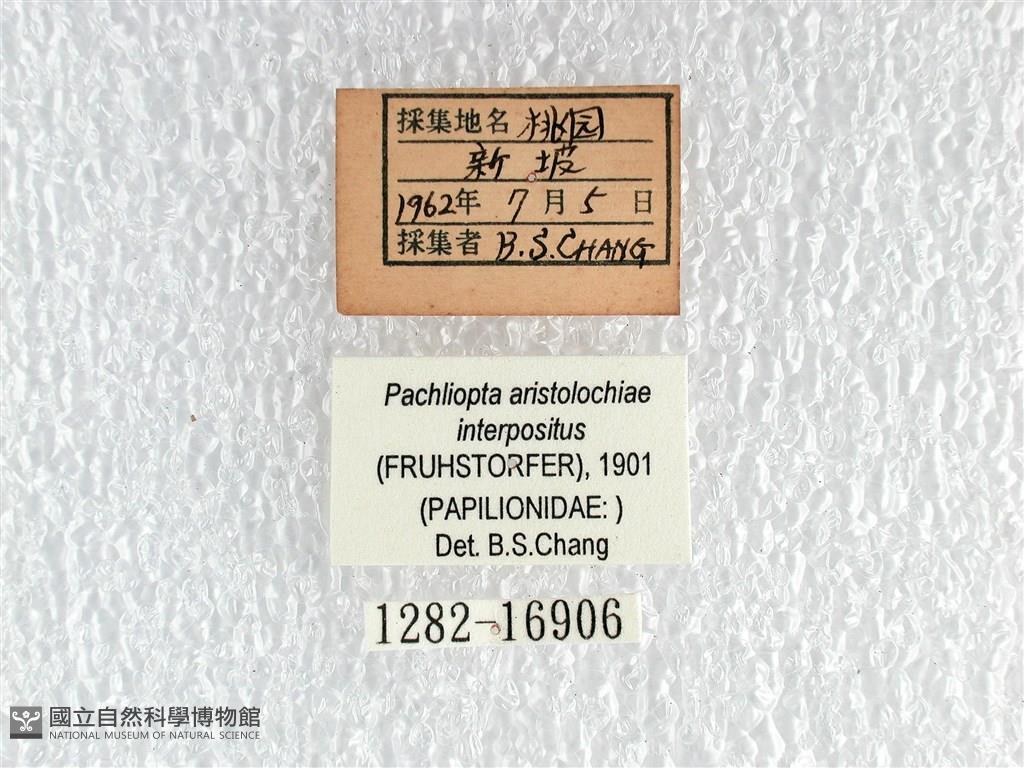 採集地名 桃园
新 坡
1962年 7月 5 日
採集者 B.S.CHANG
Pachliopta aristolochiae
interpositus
(FRUHSTORFER), 1901
(PAPILIONIDAE: )
Det. B.S.Chang
1282-16906
國立自然科學博物館
NATIONAL MUSEUM OF NATURAL SCIENCE